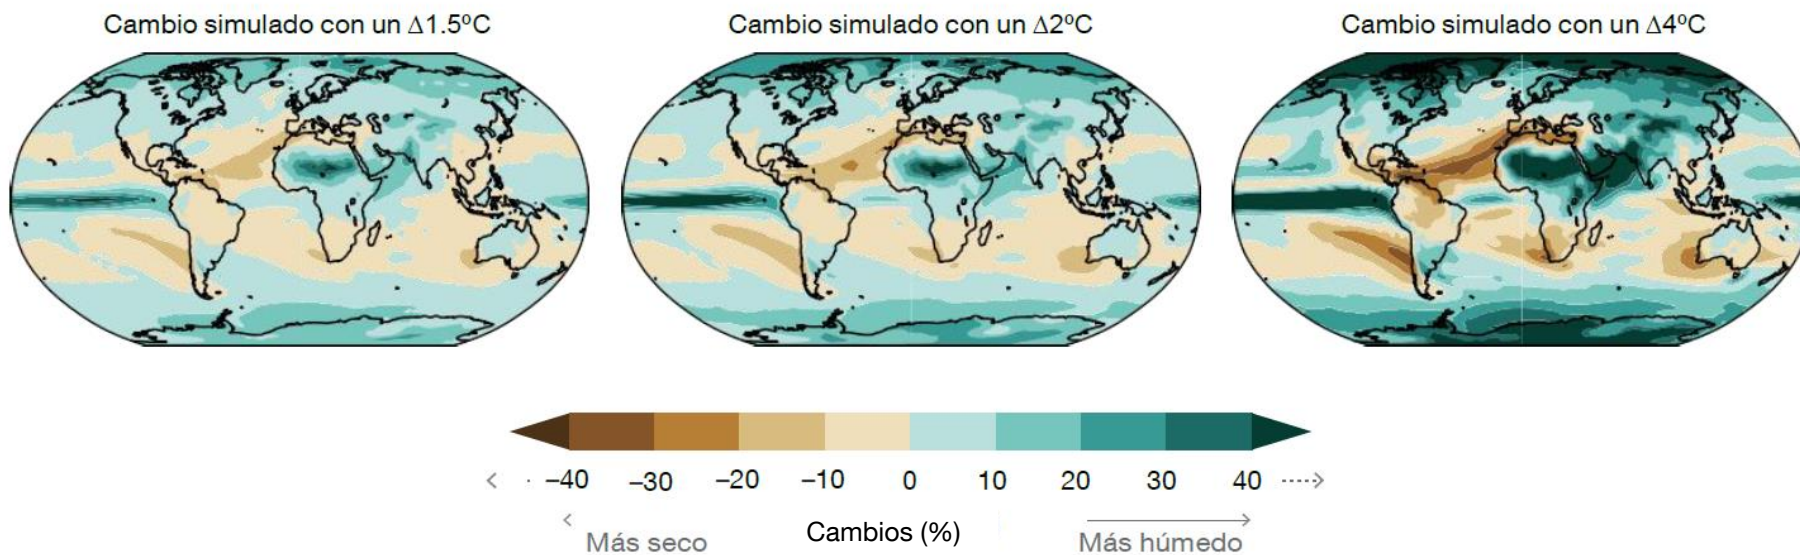 Cambio simulado con un Δ1.5ºC
Cambio simulado con un Δ2ºC
Cambio simulado con un Δ4ºC
–40 –30 –20 –10 0 10 20 30 40
Más seco Cambios (%) Más húmedo